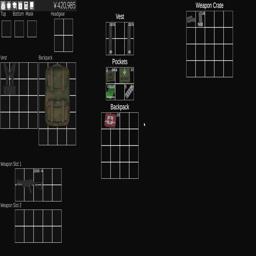 ¥420,985
Top Bottom Mask
Headgear
Vest
Backpack
Weapon Slot 1
Weapon Slot 2
Vest
Pockets
Backpack
Weapon Crate